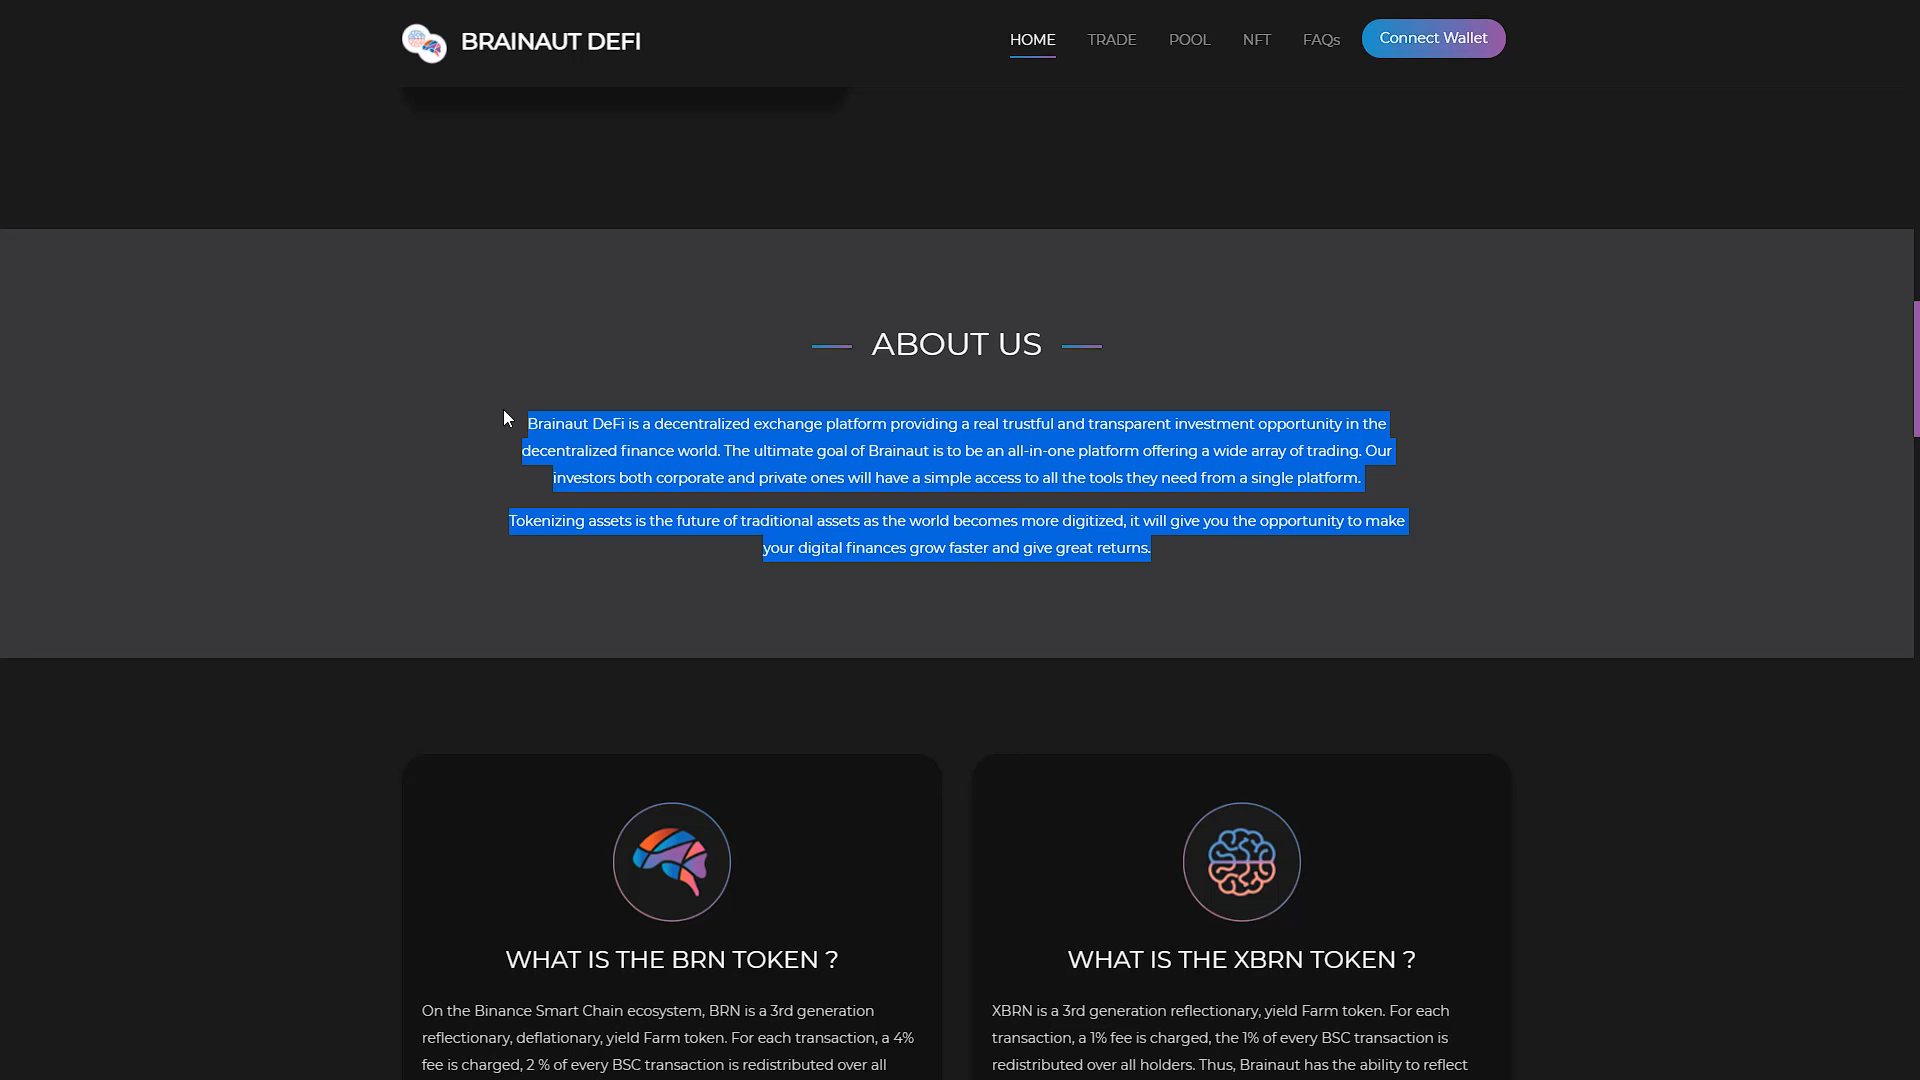 BRAINAUT DEFI
HOME
TRADE
POOL
NFT
FAQs
Connect Wallet
ABOUT US
Brainaut DeFi is a decentralized exchange platform providing a real trustful and transparent investment opportunity in the
decentralized finance world. The ultimate goal of Brainaut is to be an all-in-one platform offering a wide array of trading. Our
investors both corporate and private ones will have a simple access to all the tools they need from a single platform.
Tokenizing assets is the future of traditional assets as the world becomes more digitized, it will give you the opportunity to make
your digital finances grow faster and give great returns.
WHAT IS THE BRN TOKEN ?
On the Binance Smart Chain ecosystem, BRN is a 3rd generation
reflectionary, deflationary, yield Farm token. For each transaction, a 4%
fee is charged, 2 % of every BSC transaction is redistributed over all
WHAT IS THE XBRN TOKEN ?
XBRN is a 3rd generation reflectionary, yield Farm token. For each
transaction, a 1% fee is charged, the 1% of every BSC transaction is
redistributed over all holders. Thus, Brainaut has the ability to reflect